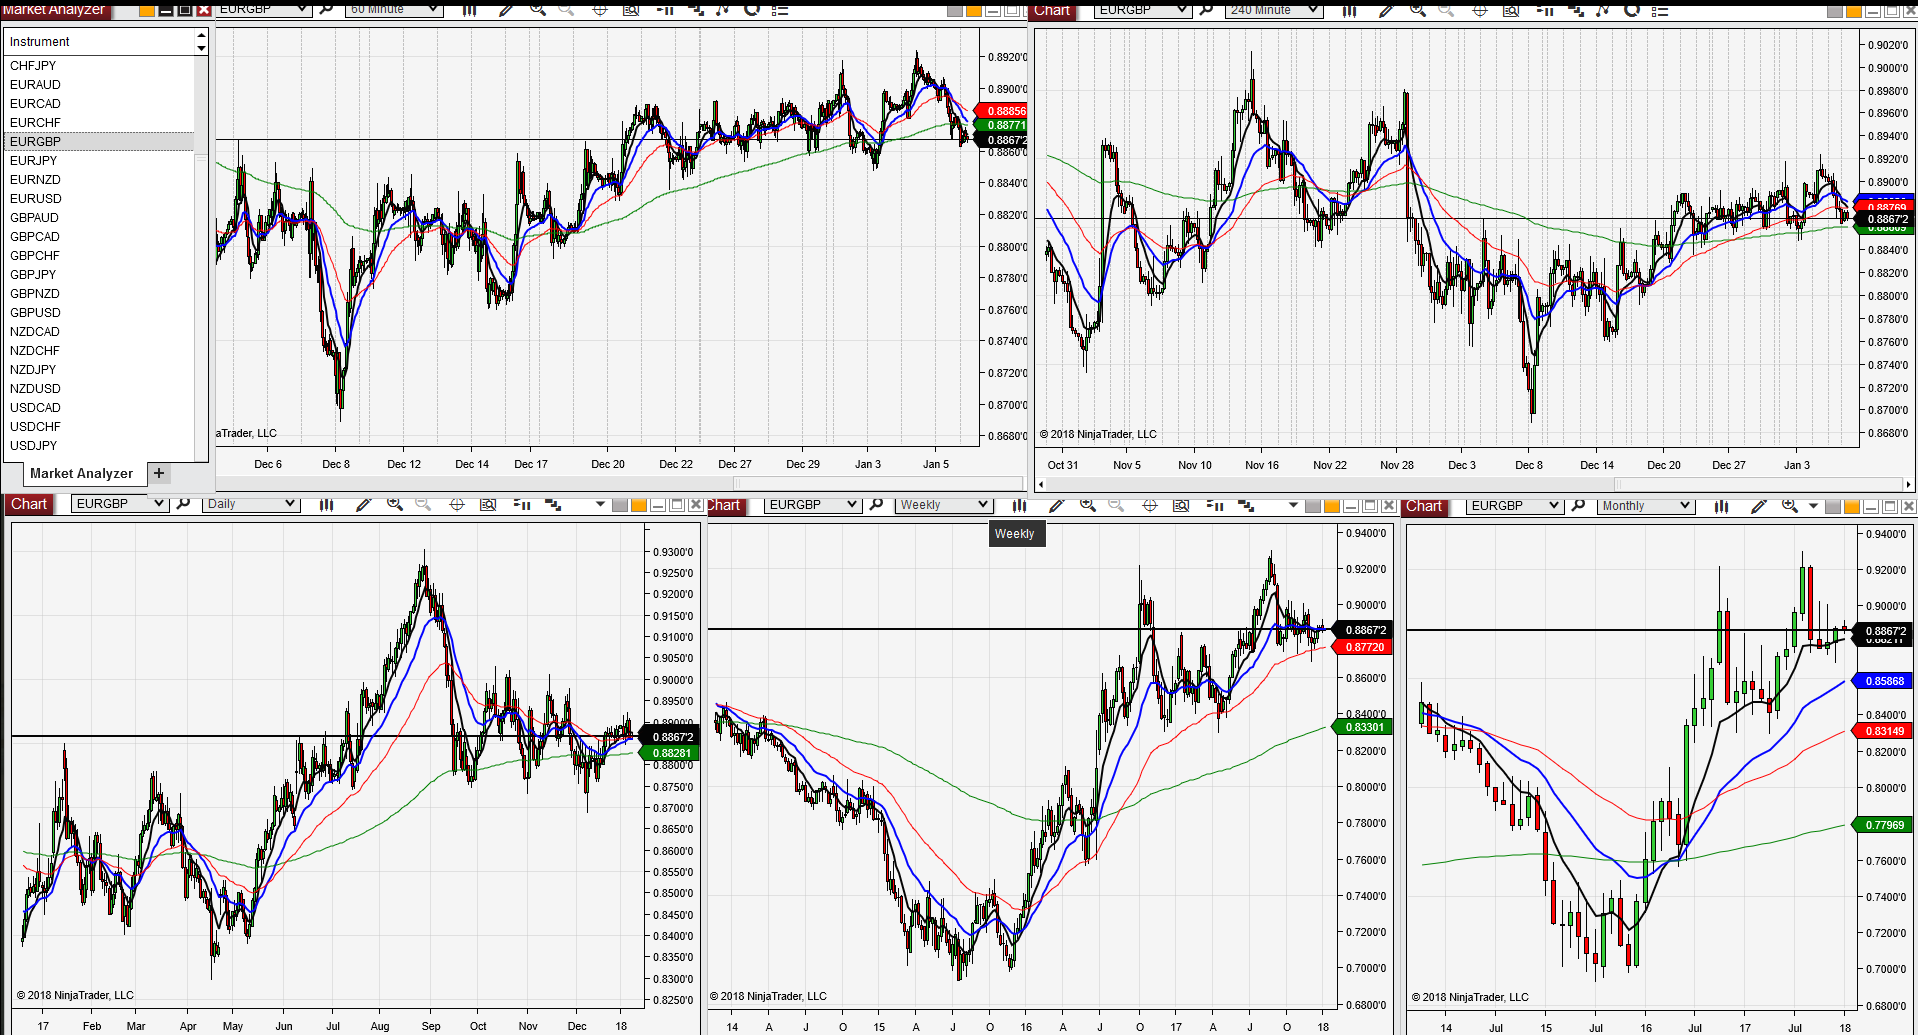 Market Analyzer
EURGBP 60 Minute
Chart EURGBP 240 Minute
Instrument
CHFJPY
EURAUD
EURCAD
EURCHF
EURGBP
EURJPY
EURNZD
EURUSD
GBPAUD
GBPCAD
GBPCHF
GBPJPY
GBPNZD
GBPUSD
NZDCAD
NZDCHF
NZDJPY
NZDUSD
USDCAD
USDCHF
USDJPY
Market Analyzer +
0.8920'0
0.8900'0
0.88856
0.88771
0.8867'2
0.8860'0
0.8840'0
0.8820'0
0.8800'0
0.8780'0
0.8760'0
0.8740'0
0.8720'0
0.8700'0
0.8680'0
aTrader, LLC
Dec 6 Dec 8 Dec 12 Dec 14 Dec 17 Dec 20 Dec 22 Dec 27 Dec 29 Jan 3 Jan 5
0.9020'0
0.9000'0
0.8980'0
0.8960'0
0.8940'0
0.8920'0
0.8900'0
0.88769
0.8867'2
0.8840'0
0.8820'0
0.8800'0
0.8780'0
0.8760'0
0.8740'0
0.8720'0
0.8700'0
0.8680'0
© 2018 NinjaTrader, LLC
Oct 31 Nov 5 Nov 10 Nov 16 Nov 22 Nov 28 Dec 3 Dec 8 Dec 14 Dec 20 Dec 27 Jan 3
Chart EURGBP Daily
0.9300'0
0.9250'0
0.9200'0
0.9150'0
0.9100'0
0.9050'0
0.9000'0
0.8950'0
0.8900'0
0.8867'2
0.88281
0.8800'0
0.8750'0
0.8700'0
0.8650'0
0.8600'0
0.8550'0
0.8500'0
0.8450'0
0.8400'0
0.8350'0
0.8300'0
0.8250'0
© 2018 NinjaTrader, LLC
17 Feb Mar Apr May Jun Jul Aug Sep Oct Nov Dec 18
Chart EURGBP Weekly
Weekly
0.9400'0
0.9200'0
0.9000'0
0.8867'2
0.87720
0.8600'0
0.8400'0
0.83301
0.8200'0
0.8000'0
0.7800'0
0.7600'0
0.7400'0
0.7200'0
0.7000'0
0.6800'0
© 2018 NinjaTrader, LLC
14 A J O 15 A J O 16 A J O 17 A J O 18
Chart EURGBP Monthly
0.9400'0
0.9200'0
0.9000'0
0.8867'2
0.85868
0.8400'0
0.83149
0.8200'0
0.8000'0
0.77969
0.7600'0
0.7400'0
0.7200'0
0.7000'0
0.6800'0
© 2018 NinjaTrader, LLC
14 Jul 15 Jul 16 Jul 17 Jul 18